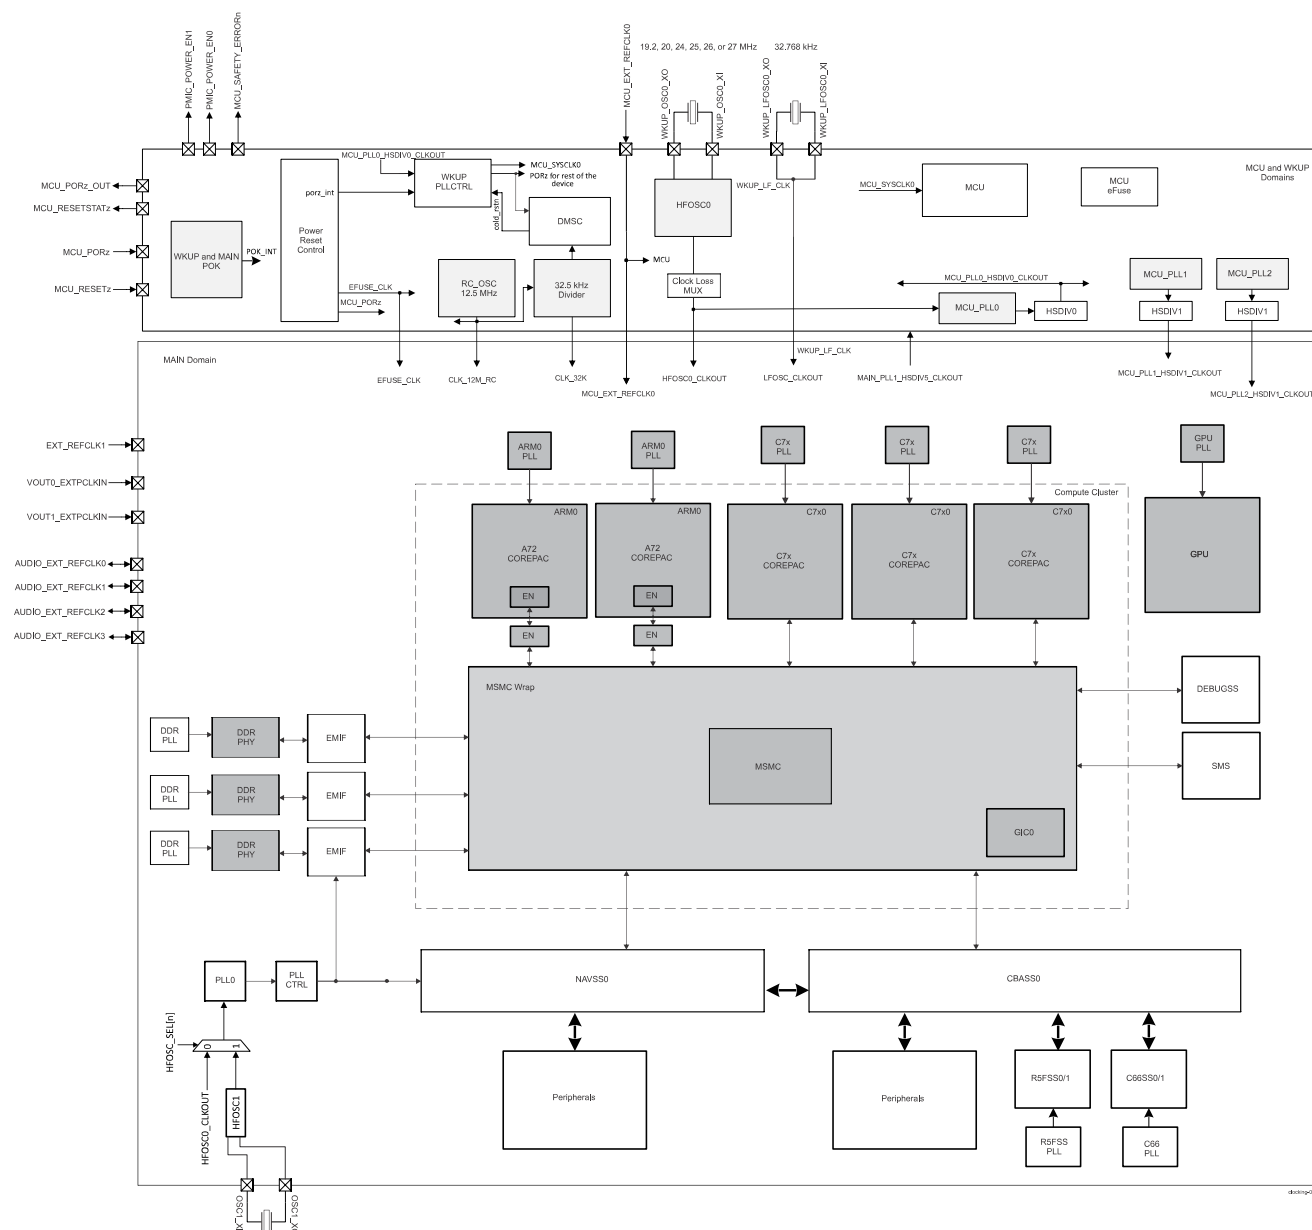 PMIC_POWER_EN1
PMIC_POWER_EN0
MCU_SAFETY_ERRORn
MCU_EXT_REFCLK0
19.2, 20, 24, 25, 26, or 27 MHz
32.768 kHz
WKUP_OSC0_XO
WKUP_OSC0_XI
WKUP_LFOSC0_XO
WKUP_LFOSC0_XI
MCU and WKUP
Domains
MCU_PORz_OUT
MCU_RESETSTATz
MCU_PORz
MCU_RESETz
WKUP and MAIN
POK
POK_INT
Power
Reset
Control
porz_int
MCU_PLL0_HSDIV0_CLKOUT
WKUP
PLLCTRL
MCU_SYSCLK0
PORz for rest of the
device
cold_rstn
DMSC
RC_OSC
12.5 MHz
32.5 kHz
Divider
EFUSE_CLK
MCU_PORz
MCU
HFOSC0
WKUP_LF_CLK
Clock Loss
MUX
MCU_SYSCLK0
MCU
MCU
eFuse
MCU_PLL0_HSDIV0_CLKOUT
MCU_PLL0
HSDIV0
MCU_PLL1
HSDIV1
MCU_PLL2
HSDIV1
MAIN Domain
EFUSE_CLK
CLK_12M_RC
CLK_32K
MCU_EXT_REFCLK0
HFOSC0_CLKOUT
WKUP_LF_CLK
LFOSC_CLKOUT
MAIN_PLL1_HSDIV5_CLKOUT
MCU_PLL1_HSDIV1_CLKOUT
MCU_PLL2_HSDIV1_CLKOUT
EXT_REFCLK1
VOUT0_EXTPCLKIN
VOUT1_EXTPCLKIN
AUDIO_EXT_REFCLK0
AUDIO_EXT_REFCLK1
AUDIO_EXT_REFCLK2
AUDIO_EXT_REFCLK3
ARM0
PLL
ARM0
PLL
C7x
PLL
C7x
PLL
C7x
PLL
GPU
PLL
Compute Cluster
ARM0
A72
COREPAC
EN
EN
ARM0
A72
COREPAC
EN
EN
C7x0
C7x
COREPAC
C7x0
C7x
COREPAC
C7x0
C7x
COREPAC
GPU
MSMC Wrap
MSMC
GIC0
DEBUGSS
SMS
DDR
PLL
DDR
PHY
EMIF
DDR
PLL
DDR
PHY
EMIF
DDR
PLL
DDR
PHY
EMIF
PLL0
PLL
CTRL
NAVSS0
CBASS0
HFOSC_SEL[n]
0
1
HFOSC0_CLKOUT
HFOSC1
Peripherals
Peripherals
R5FSS0/1
C66SS0/1
R5FSS
PLL
C66
PLL